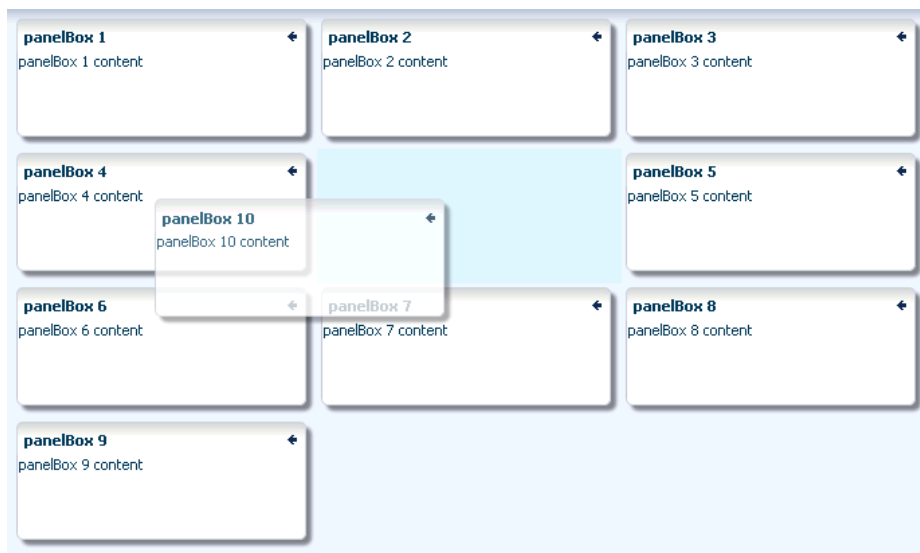 panelBox 1
panelBox 1 content
panelBox 2
panelBox 2 content
panelBox 3
panelBox 3 content
panelBox 4
panelBox 4 content
panelBox 10
panelBox 10 content
panelBox 5
panelBox 5 content
panelBox 6
panelBox 6 content
panelBox 7
panelBox 7 content
panelBox 8
panelBox 8 content
panelBox 9
panelBox 9 content